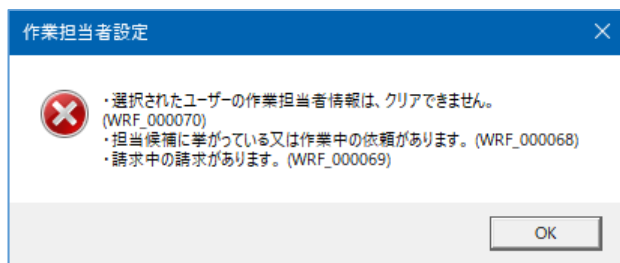 作業担当者設定
・選択されたユーザーの作業担当者情報は、クリアできません。
(WRF_000070)
・担当候補に挙がっている又は作業中の依頼があります。(WRF_000068)
・請求中の請求があります。(WRF_000069)
OK